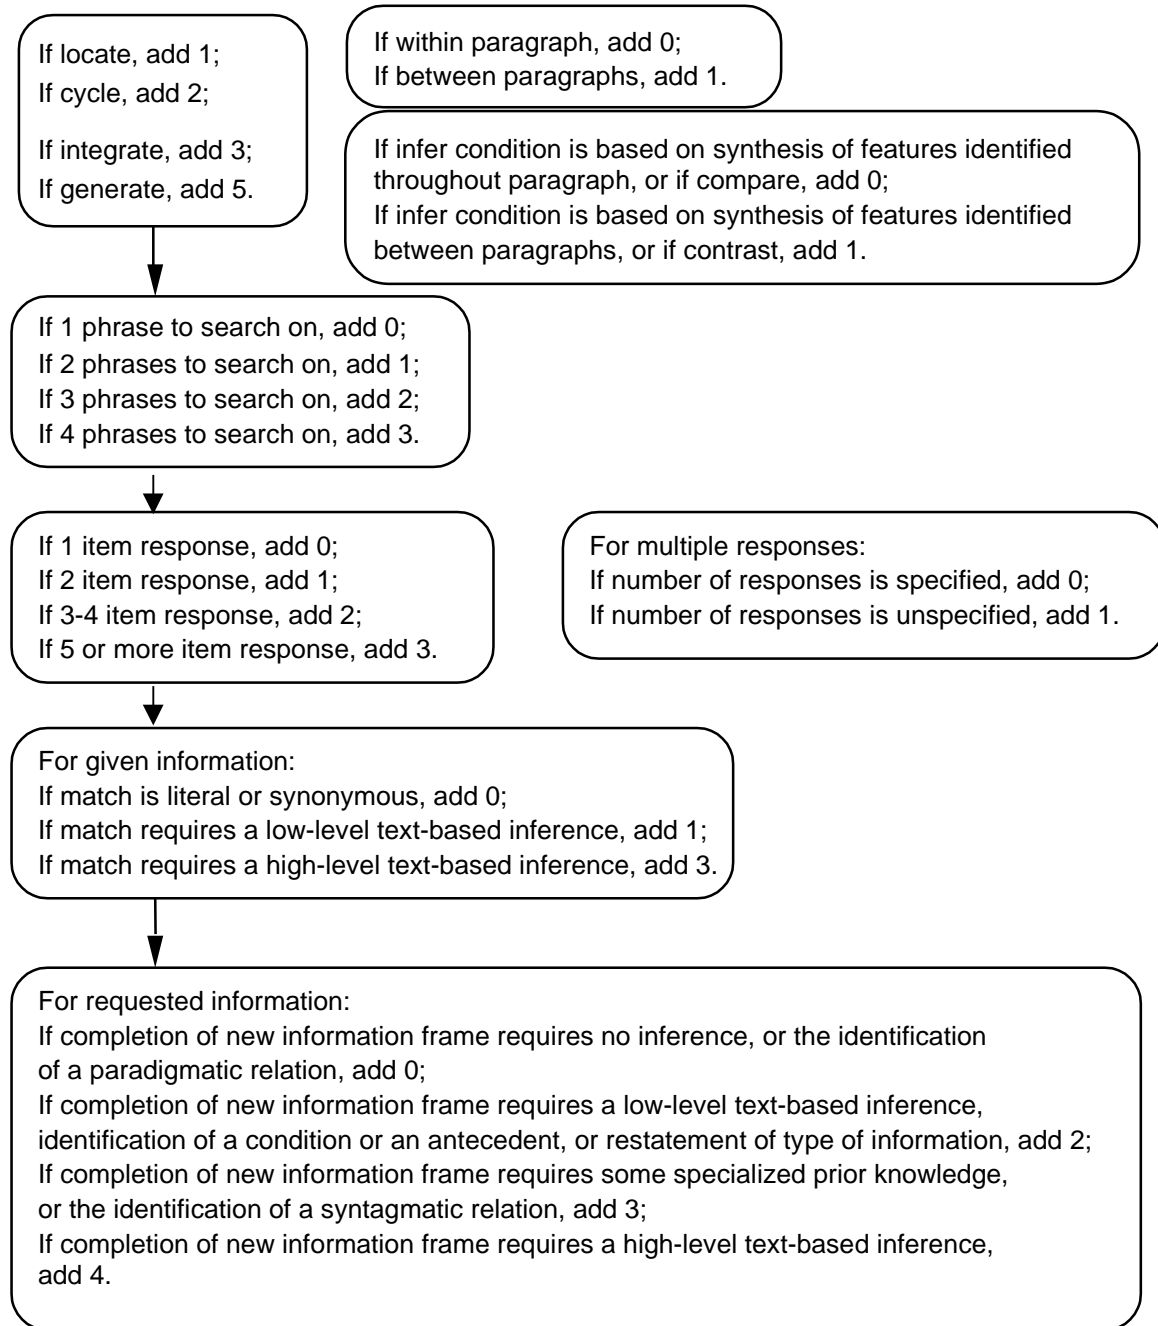 If locate, add 1;
If cycle, add 2;
If integrate, add 3;
If generate, add 5.
If within paragraph, add 0;
If between paragraphs, add 1.
If infer condition is based on synthesis of features identified
throughout paragraph, or if compare, add 0;
If infer condition is based on synthesis of features identified
between paragraphs, or if contrast, add 1.
If 1 phrase to search on, add 0;
If 2 phrases to search on, add 1;
If 3 phrases to search on, add 2;
If 4 phrases to search on, add 3.
If 1 item response, add 0;
If 2 item response, add 1;
If 3-4 item response, add 2;
If 5 or more item response, add 3.
For multiple responses:
If number of responses is specified, add 0;
If number of responses is unspecified, add 1.
For given information:
If match is literal or synonymous, add 0;
If match requires a low-level text-based inference, add 1;
If match requires a high-level text-based inference, add 3.
For requested information:
If completion of new information frame requires no inference, or the identification
of a paradigmatic relation, add 0;
If completion of new information frame requires a low-level text-based inference,
identification of a condition or an antecedent, or restatement of type of information, add 2;
If completion of new information frame requires some specialized prior knowledge,
or the identification of a syntagmatic relation, add 3;
If completion of new information frame requires a high-level text-based inference,
add 4.